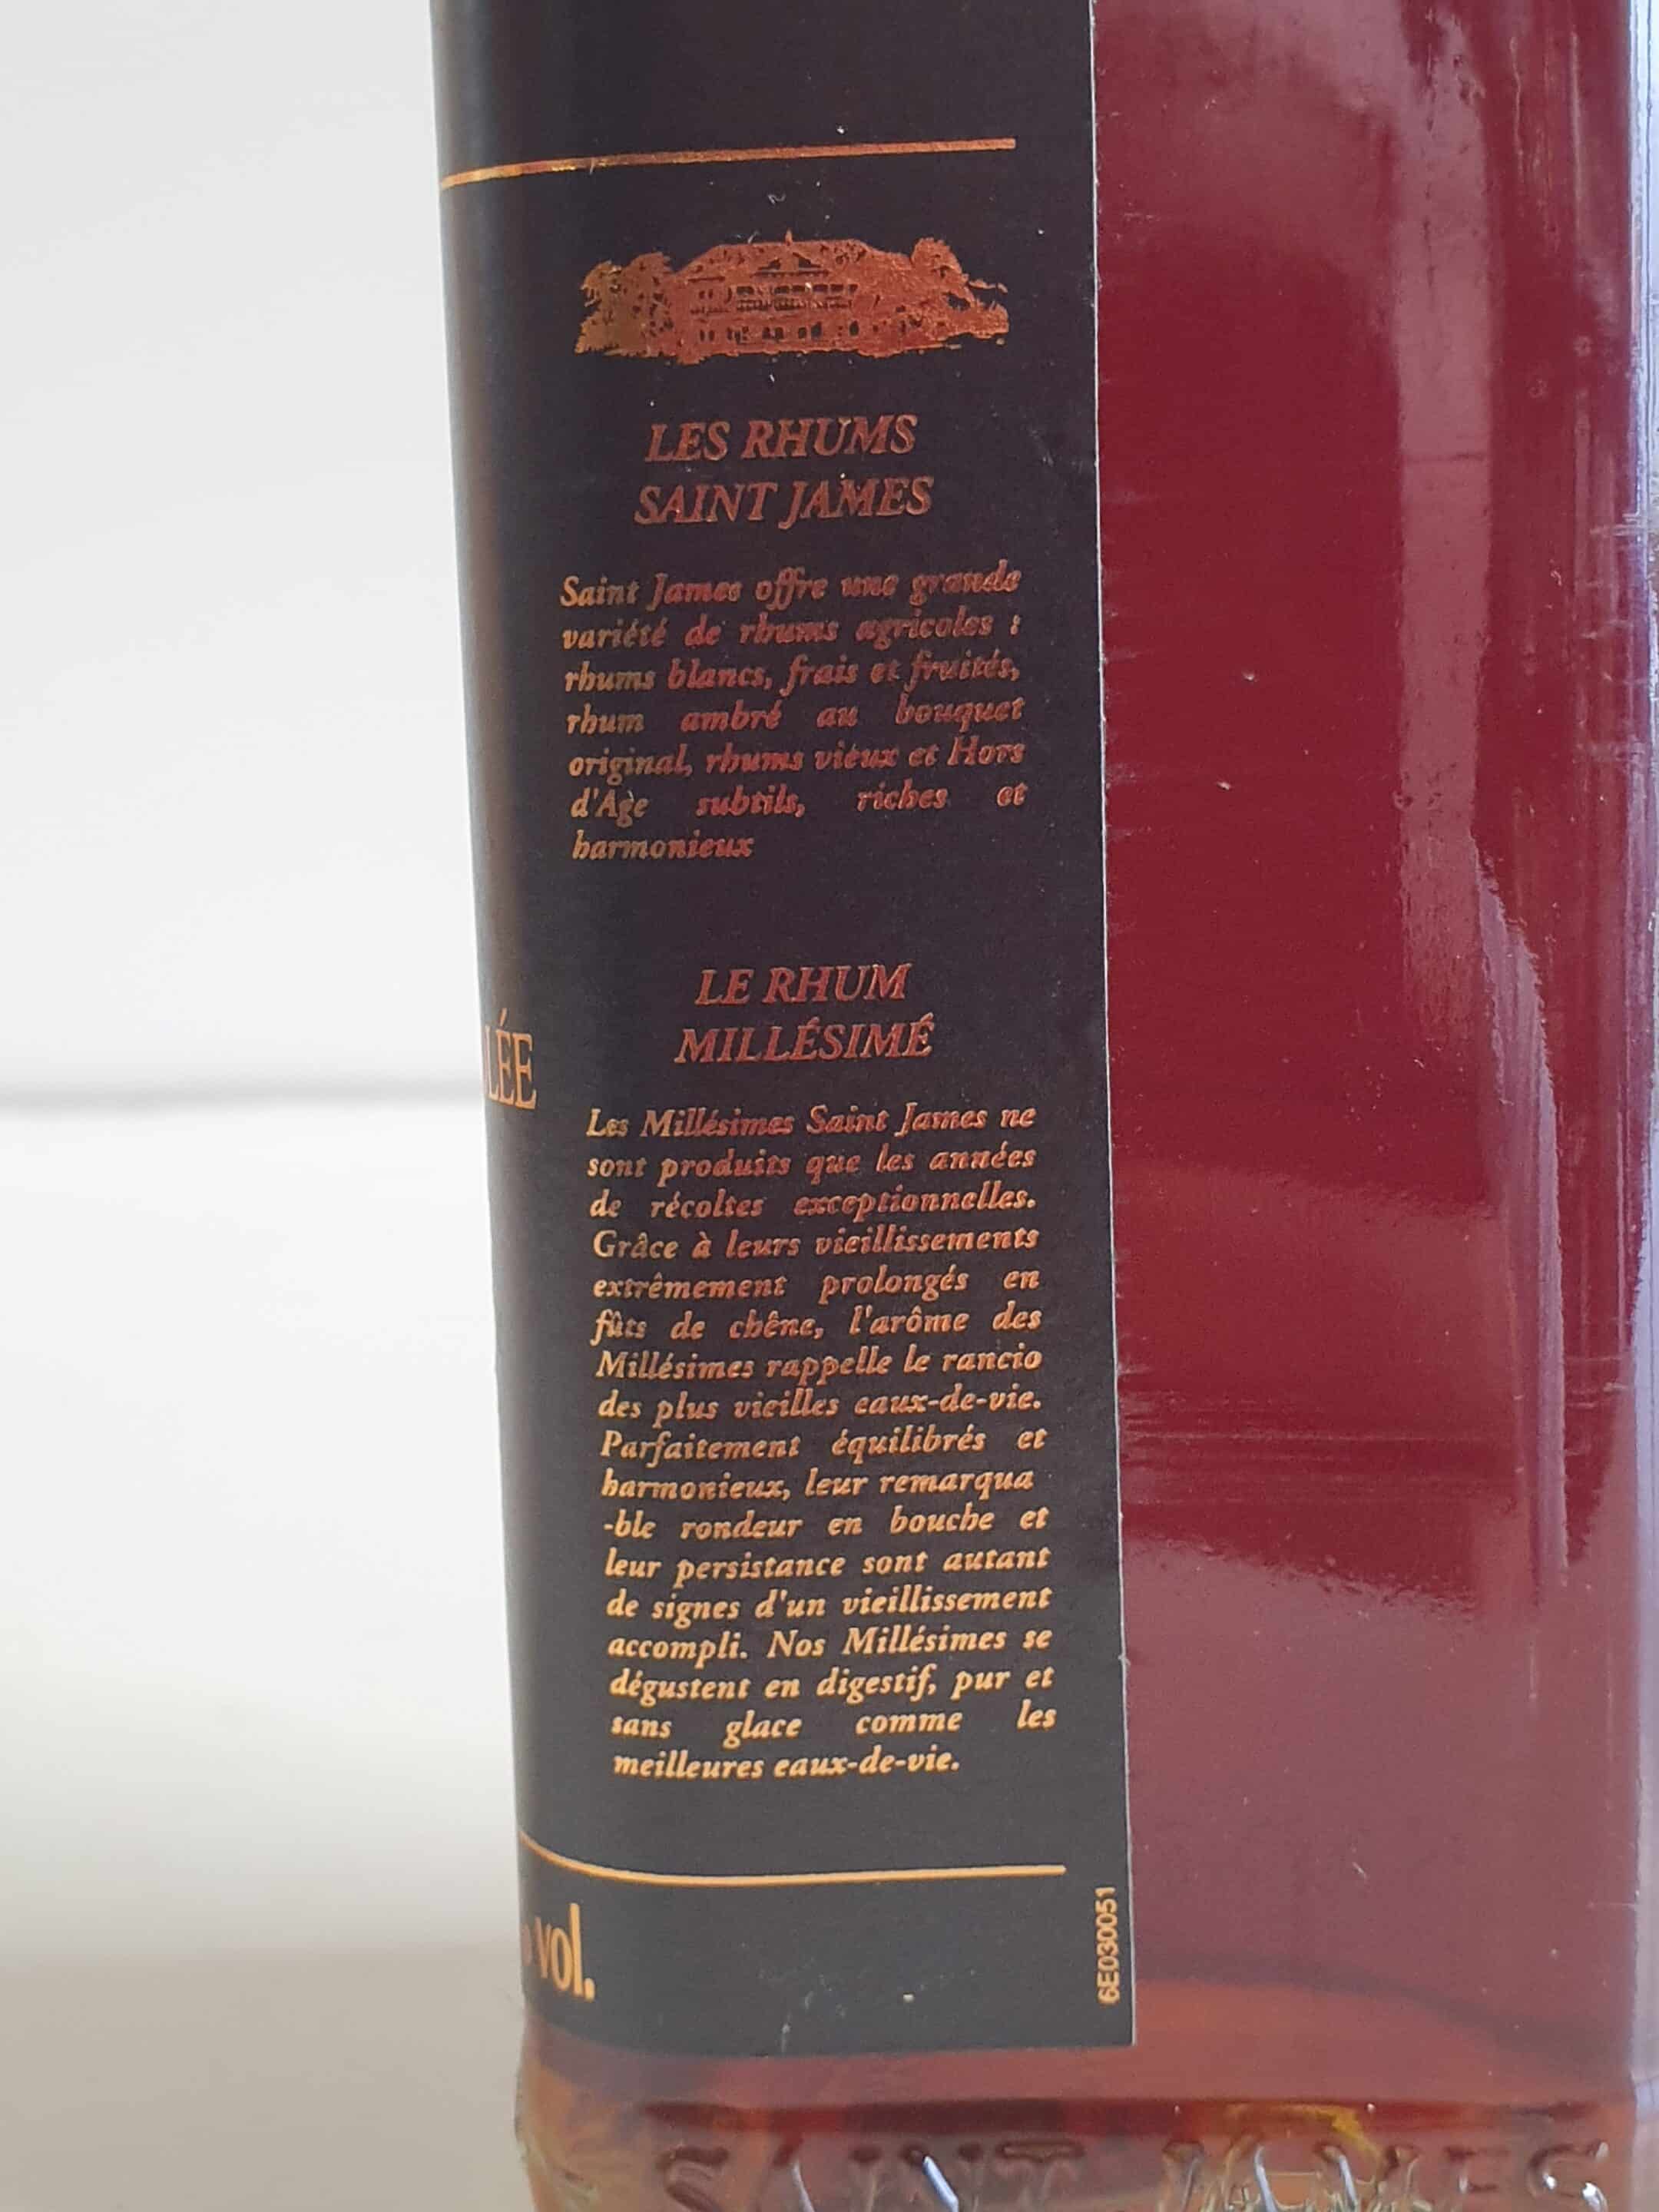 LES RHUMS
SAINT JAMES
Saint James offre une grande
variété de rhums agricoles :
rhums blancs, frais et fruités,
rhum ambré au bouquet
original, rhums vieux et Hors
d'Age subtils, riches et
harmonieux
LE RHUM
MILLÉSIMÉ
LÉE
Les Millésimes Saint James ne
sont produits que les années
de récoltes exceptionnelles.
Grâce à leurs vieillissements
extrêmement prolongés en
fûts de chêne, l'arôme des
Millésimes rappelle le rancio
des plus vieilles eaux-de-vie.
Parfaitement équilibrés et
harmonieux, leur remarqua
-ble rondeur en bouche et
leur persistance sont autant
de signes d'un vieillissement
accompli. Nos Millésimes se
dégustent en digestif, pur et
sans glace comme les
meilleures eaux-de-vie.
vol.
6E030051
SAINT JAMES